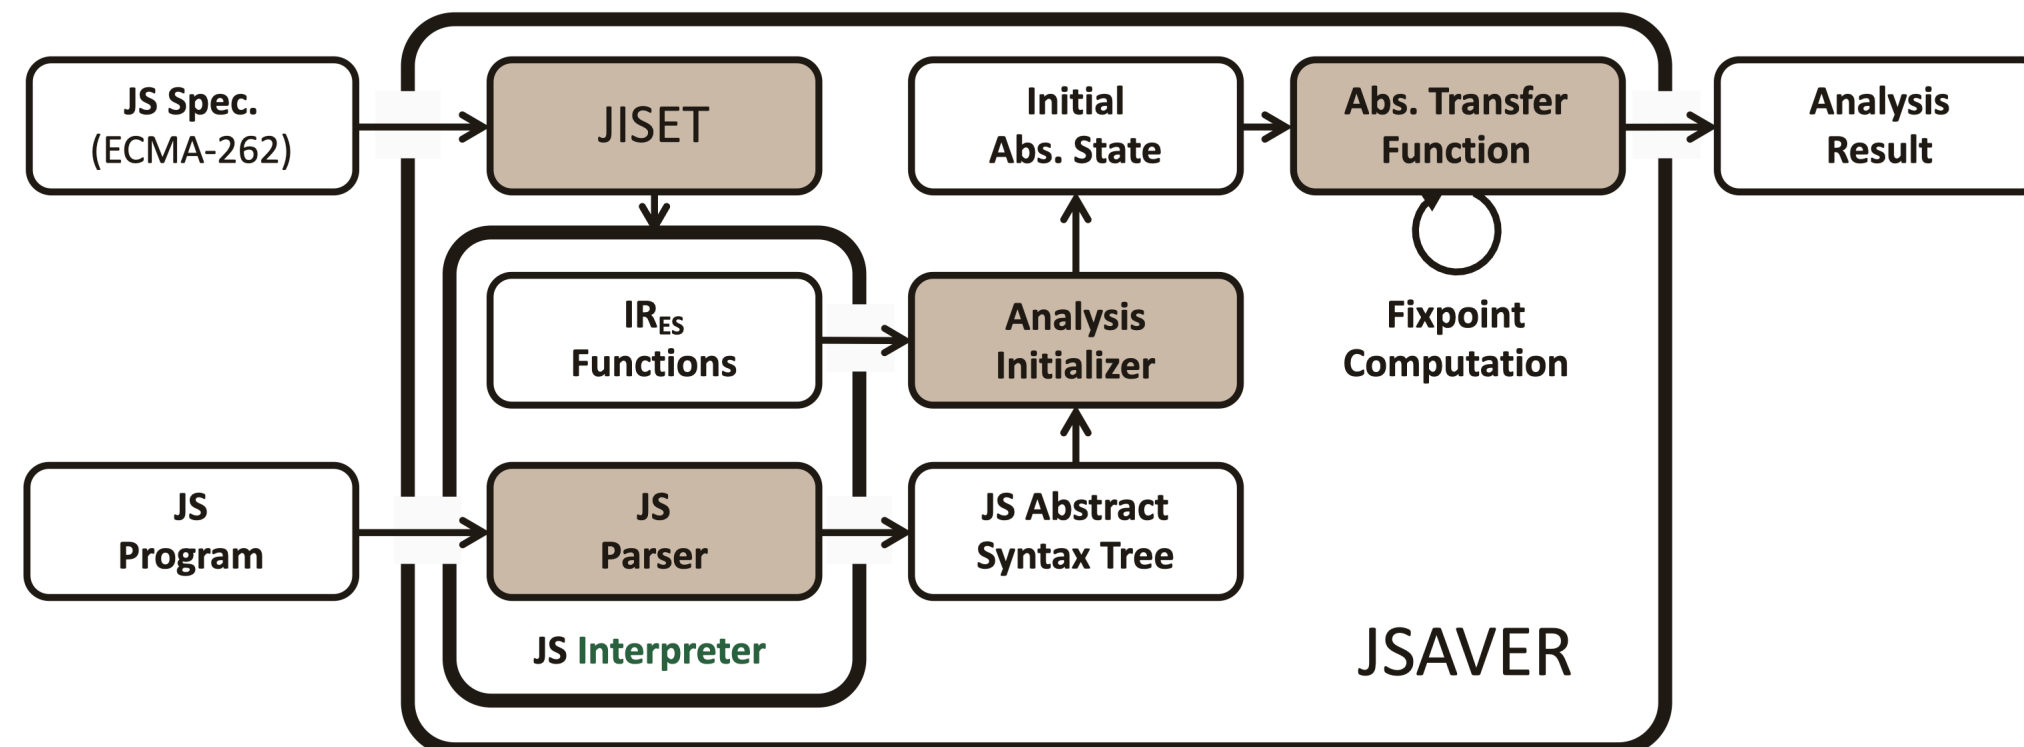 JS Spec.
(ECMA-262)
JISET
Initial
Abs. State
Abs. Transfer
Function
Analysis
Result
IRES
Functions
Analysis
Initializer
Fixpoint
Computation
JS
Program
JS
Parser
JS Abstract
Syntax Tree
JS Interpreter
JSAVER